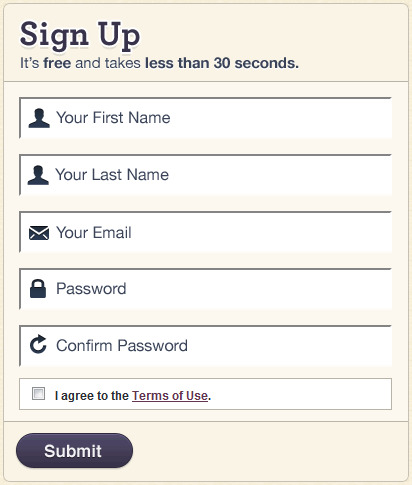 Sign Up
It's free and takes less than 30 seconds.
Your First Name
Your Last Name
Your Email
Password
Confirm Password
I agree to the Terms of Use.
Submit